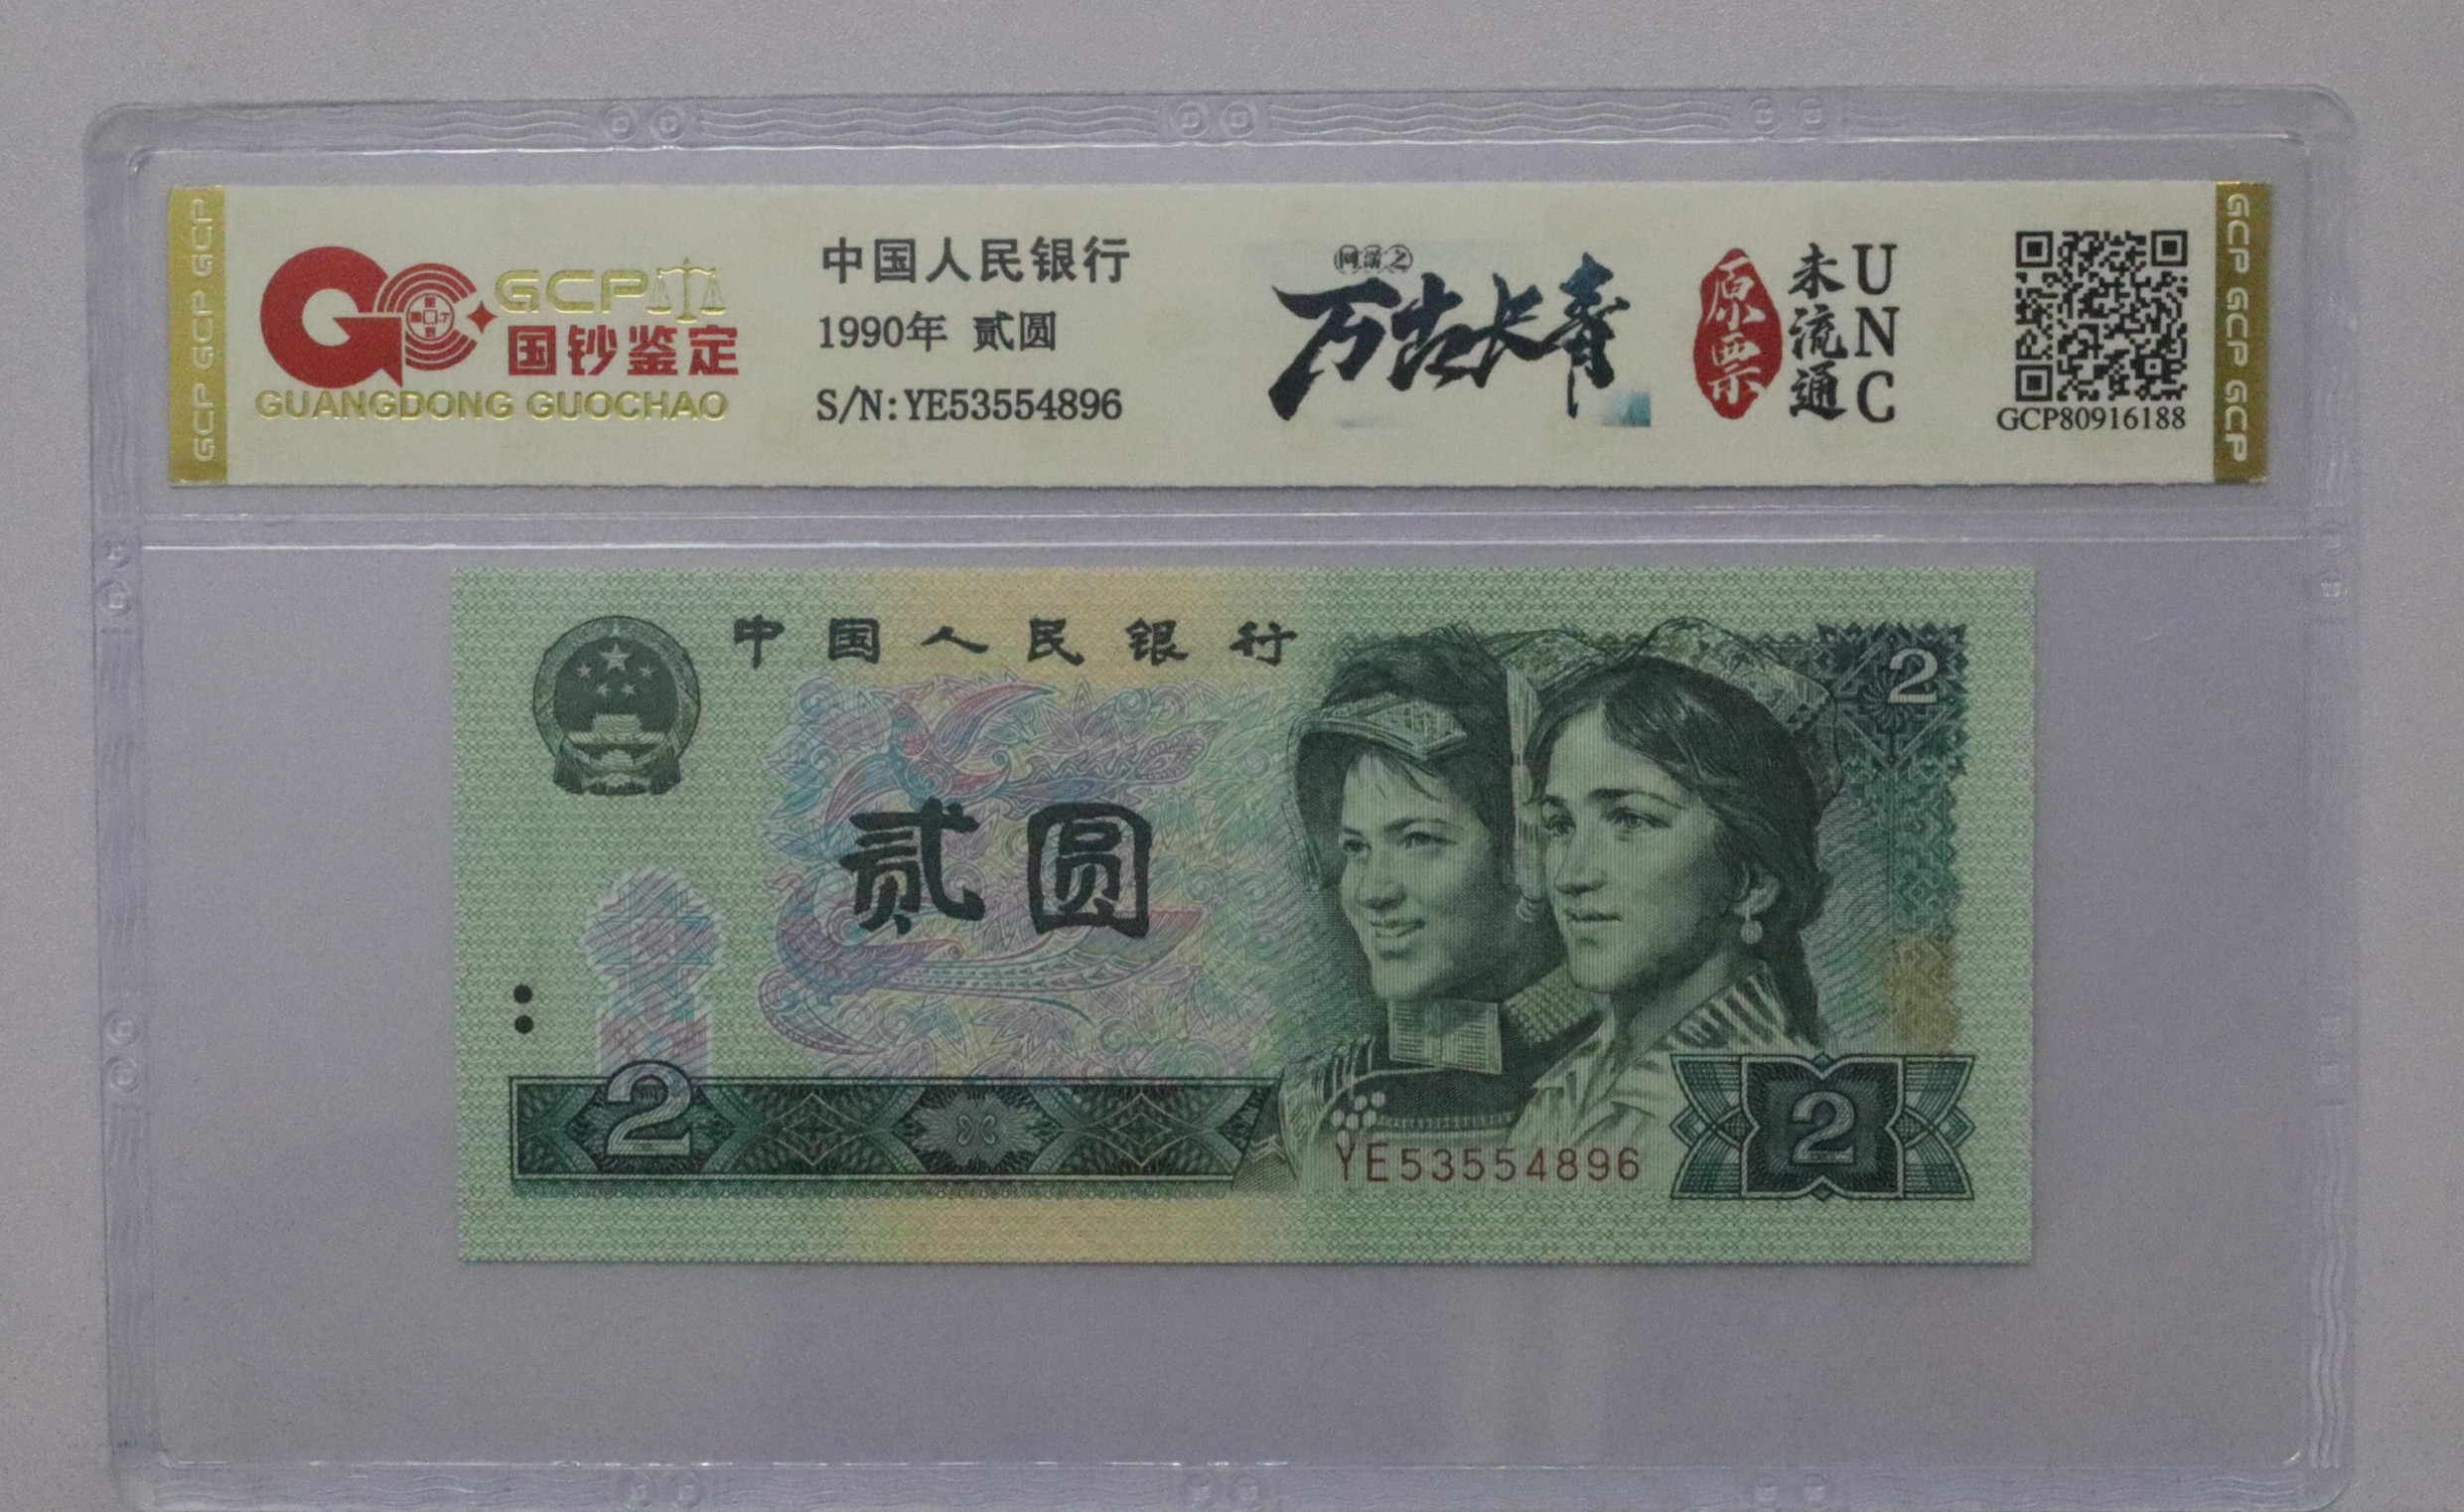 GCP GCP GCP
GCP
国钞鉴定
GUANGDONG GUOCHAO
中国人民银行
1990年 贰圆
S/N:YE53554896
万古长青
原票
未流通
UNC
GCP80916188
GCP GCP GCP
中国人民银行
2
贰圆
2
YE53554896
2